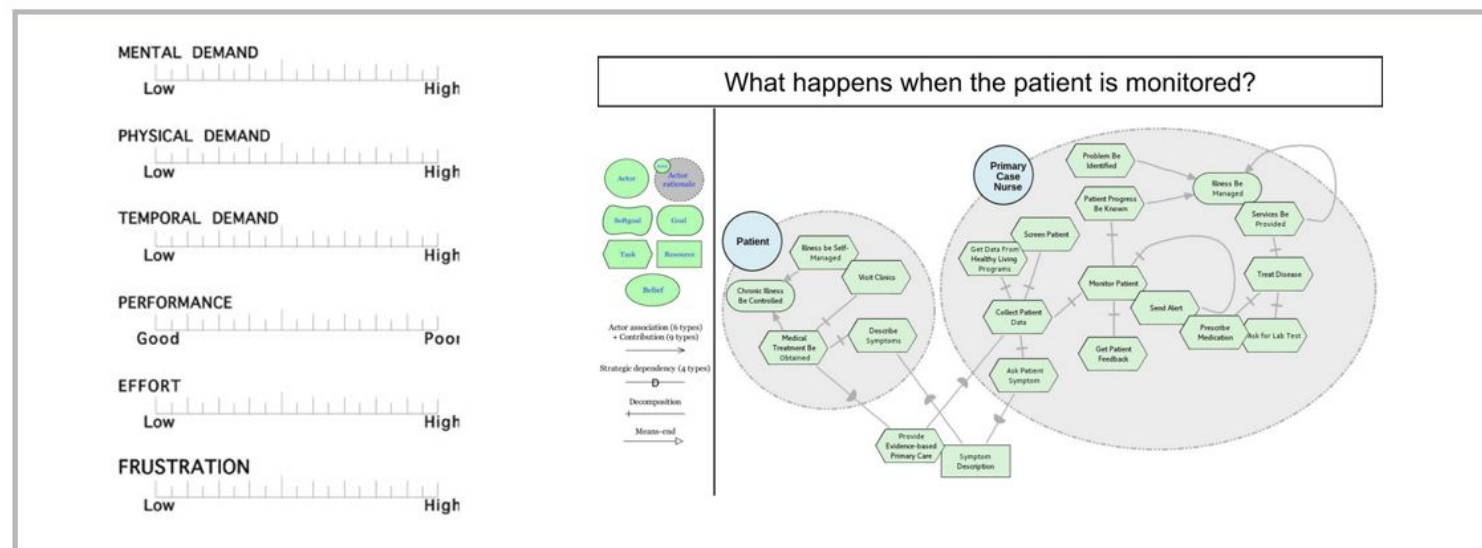 MENTAL DEMAND
Low High
PHYSICAL DEMAND
Low High
TEMPORAL DEMAND
Low High
PERFORMANCE
Good Poor
EFFORT
Low High
FRUSTRATION
Low High
What happens when the patient is monitored?
Actor
Actor
Actor
rationale
Softgoal
Goal
Task
Resource
Belief
Actor association (6 types)
+ Contribution (9 types)
Strategic dependency (4 types)
D
Decomposition
Means-end
Patient
Illness be Self-
Managed
Visit Clinics
Chronic Illness
Be Controlled
Medical
Treatment Be
Obtained
Describe
Symptoms
Primary
Case
Nurse
Problem Be
Identified
Illness Be
Managed
Patient Progress
Be Known
Services Be
Provided
Screen Patient
Get Data From
Healthy Living
Programs
Monitor Patient
Treat Disease
Send Alert
Collect Patient
Data
Prescribe
Medication
Ask for Lab Test
Get Patient
Feedback
Ask Patient
Symptom
Provide
Evidence-based
Primary Care
Symptom
Description